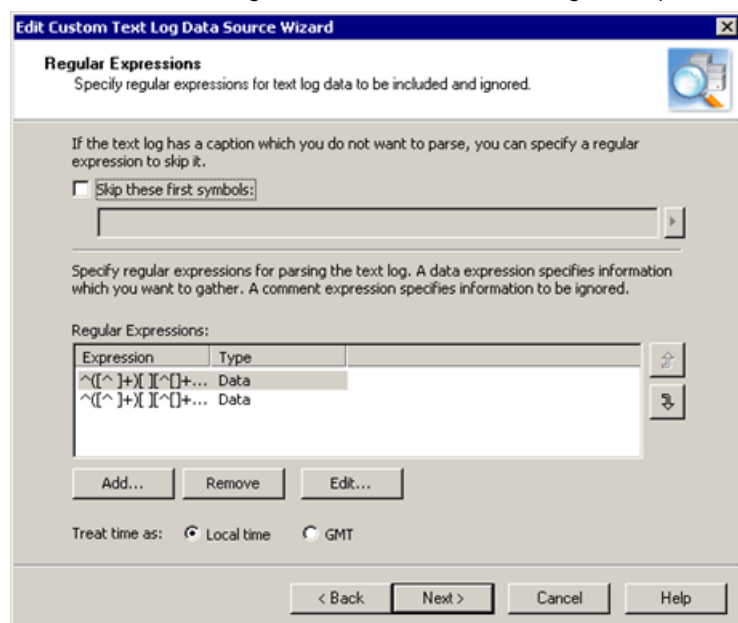 Edit Custom Text Log Data Source Wizard
Regular Expressions
Specify regular expressions for text log data to be included and ignored.
If the text log has a caption which you do not want to parse, you can specify a regular
expression to skip it.
Skip these first symbols:
Specify regular expressions for parsing the text log. A data expression specifies information
which you want to gather. A comment expression specifies information to be ignored.
Regular Expressions:
Expression Type
^([^ ]+)[ ][^[]+... Data
^([^ ]+)[ ][^[]+... Data
Add... Remove Edit...
Treat time as: Local time GMT
< Back Next > Cancel Help